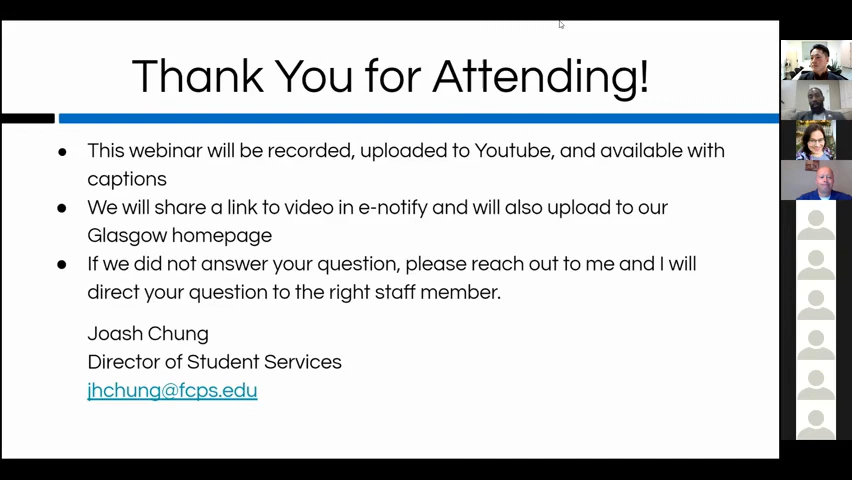 Thank You for Attending!
● This webinar will be recorded, uploaded to Youtube, and available with
captions
● We will share a link to video in e-notify and will also upload to our
Glasgow homepage
● If we did not answer your question, please reach out to me and I will
direct your question to the right staff member.
Joash Chung
Director of Student Services
jhchung@fcps.edu